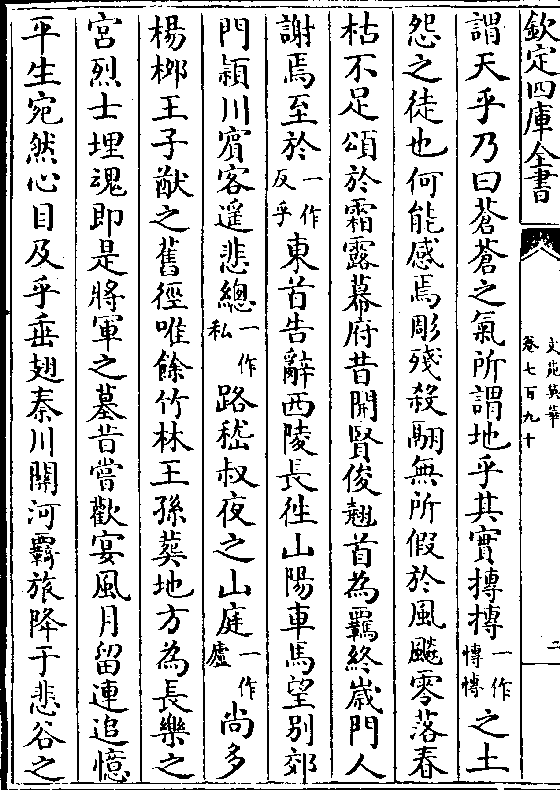 欽定四庫全書
文苑英華
卷七百九十
二
謂天乎乃曰蒼蒼之氣所謂地乎其實摶摶一作慱慱之土
怨之徒也何能感焉彫殘殺翮無所假於風飈零落春
枯不足頌於霜露幕府昔開賢俊翹首為羈終歲門人
謝焉至於一作反乎東首告辭西陵長徃山陽車馬望別郊
門潁川賓客遥悲總一作私路嵇叔夜之山庭一作廬尚多
楊栁王子猷之舊徑唯餘竹林王孫葬地方為長樂之
宮烈士埋魂即是將軍之墓昔嘗歡宴風月留連追憶
平生宛然心目及乎垂翅秦川關河羇旅降于悲谷之